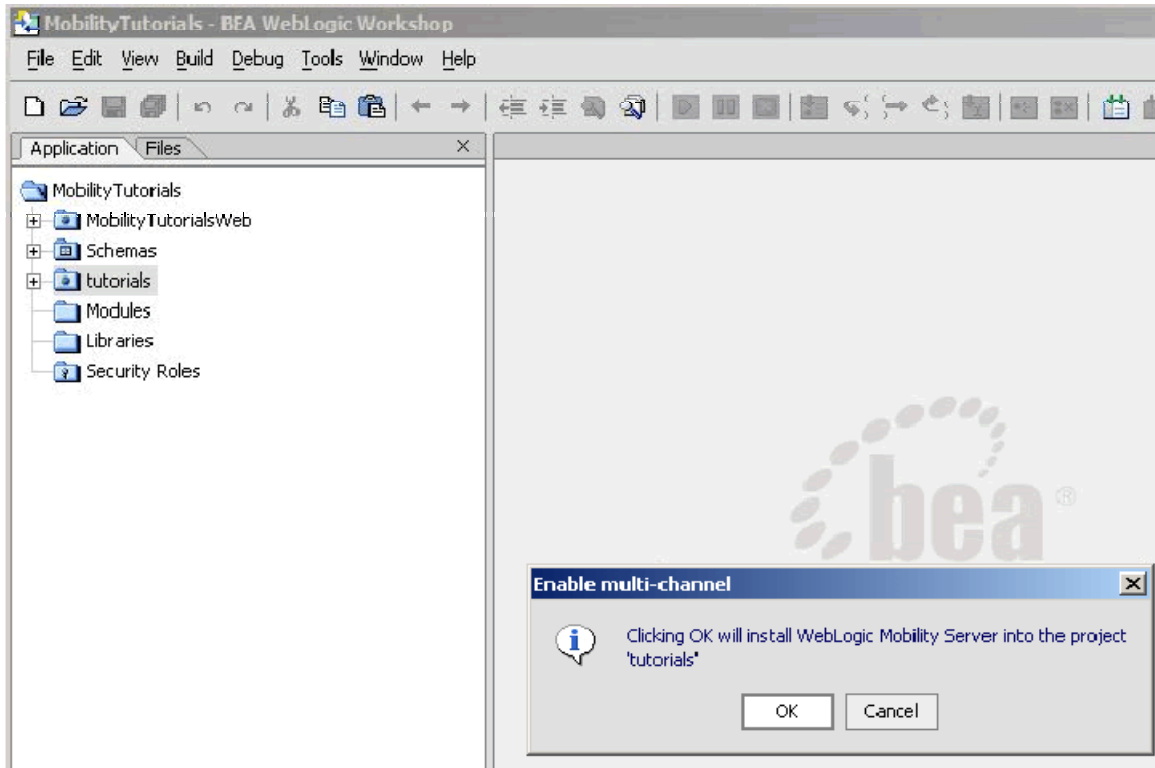 MobilityTutorials - BEA WebLogic Workshop
File Edit View Build Debug Tools Window Help
Application Files
MobilityTutorials
MobilityTutorialsWeb
Schemas
tutorials
Modules
Libraries
Security Roles
bea®
Enable multi-channel
Clicking OK will install WebLogic Mobility Server into the project
'tutorials'
OK Cancel